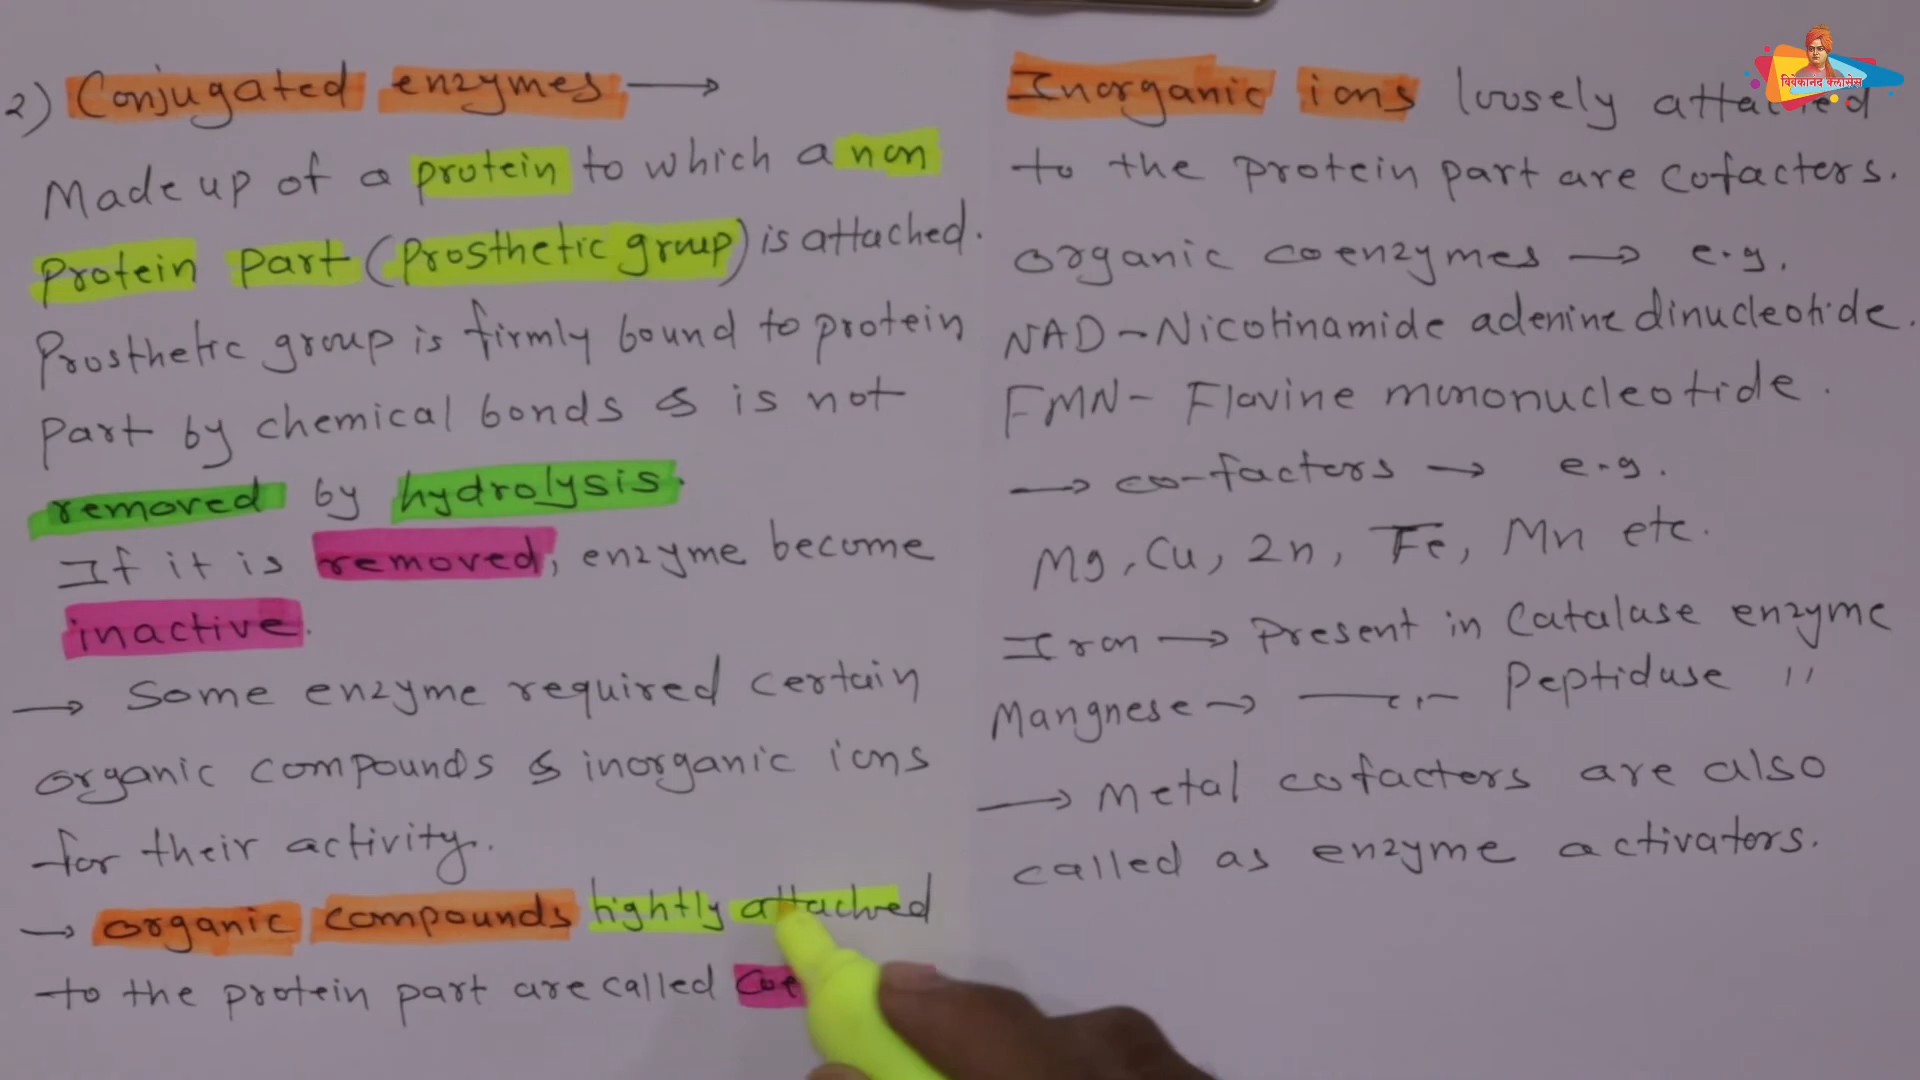 2) Conjugated enzymes →
Made up of a protein to which a non
protein part (Prosthetic group) is attached.
Prosthetic group is firmly bound to protein
part by chemical bonds & is not
removed by hydrolysis.
If it is removed, enzyme become
inactive.
→ Some enzyme required certain
organic compounds & inorganic ions
for their activity.
→ organic compounds tightly attached
to the protein part are called
Inorganic ions loosely attached
to the protein part are cofacters.
organic coenzymes → e.g.
NAD - Nicotinamide adenine dinucleotide.
FMN - Flavine mononucleotide.
→ co-factors → e.g.
Mg, Cu, Zn, Fe, Mn etc.
Iron → Present in Catalase enzyme
Mangnese → —〃— Peptidase 〃
→ Metal cofacters are also
called as enzyme activators.
विवेकानंद क्लासेस